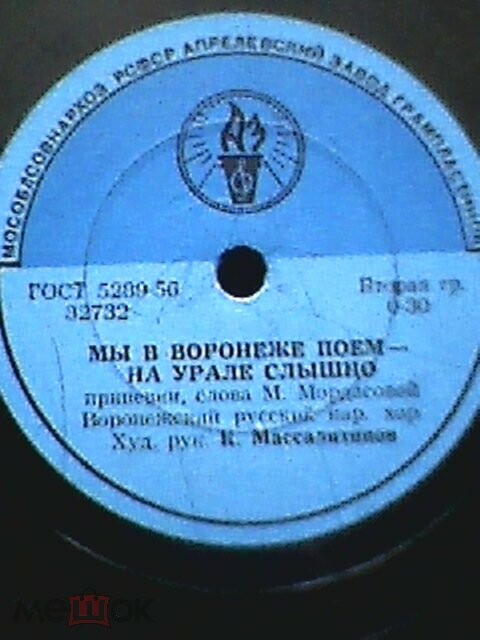 МОСОБЛСОВНАРХОЗ РСФСР АПРЕЛЕВСКИЙ ЗАВОД ГРАМПЛАСТИНОК
ГОСТ 5289-56
Вторая гр.
32732
0-30
МЫ В ВОРОНЕЖЕ ПОЕМ —
НА УРАЛЕ СЛЫШНО
припевки, слова М. Мордасовой
Воронежский русский нар. хор
Худ. рук. К. Массалитинов
мешок